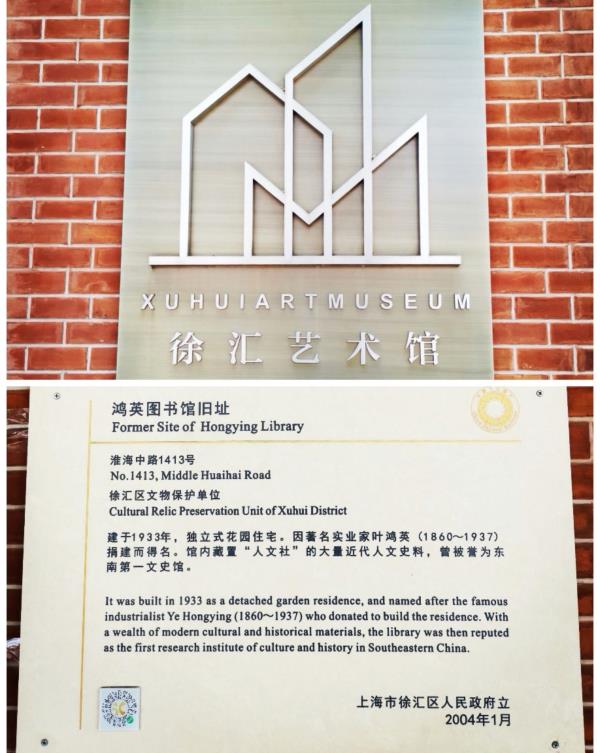 XUHUIARTMUSEUM
徐汇艺术馆
鸿英图书馆旧址
Former Site of Hongying Library
淮海中路1413号
No.1413, Middle Huaihai Road
徐汇区文物保护单位
Cultural Relic Preservation Unit of Xuhui District
建于1933年，独立式花园住宅。因著名实业家叶鸿英（1860～1937）
捐建而得名。馆内藏置“人文社”的大量近代人文史料，曾被誉为东
南第一文史馆。
It was built in 1933 as a detached garden residence, and named after the famous
industrialist Ye Hongying (1860～1937) who donated to build the residence. With
a wealth of modern cultural and historical materials, the library was then reputed
as the first research institute of culture and history in Southeastern China.
上海市徐汇区人民政府立
2004年1月